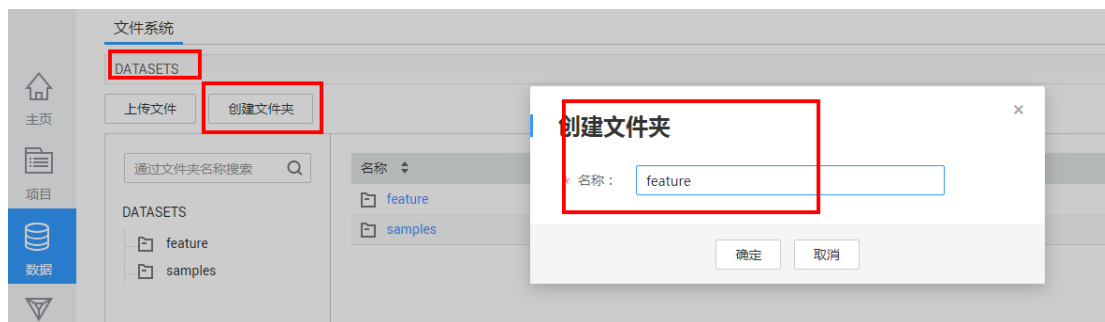 文件系统
DATASETS
上传文件
创建文件夹
主页
项目
数据
通过文件夹名称搜索
DATASETS
feature
samples
名称
feature
samples
创建文件夹
×
* 名称： feature
确定 取消